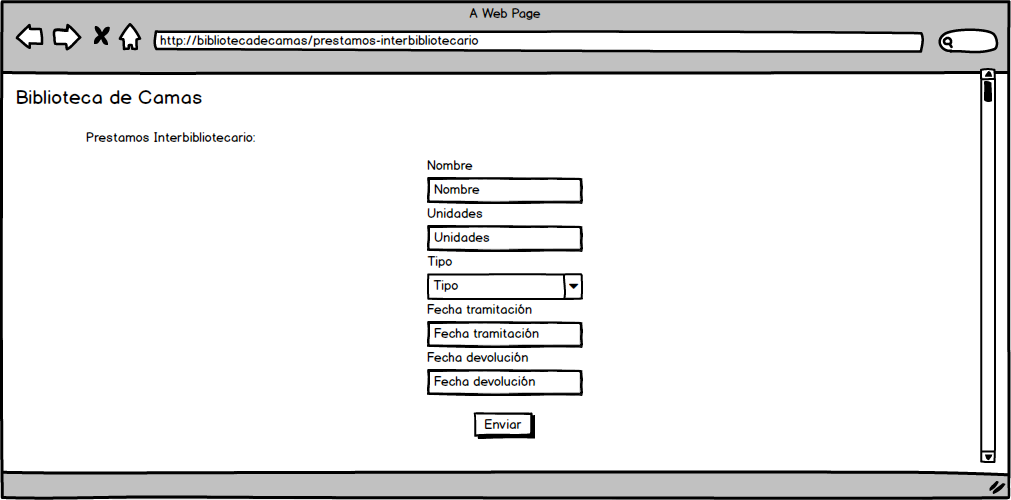 A Web Page
http://bibliotecadecamas/prestamos-interbibliotecario
Biblioteca de Camas
Prestamos Interbibliotecario:
Nombre
Nombre
Unidades
Unidades
Tipo
Tipo
Fecha tramitación
Fecha tramitación
Fecha devolución
Fecha devolución
Enviar